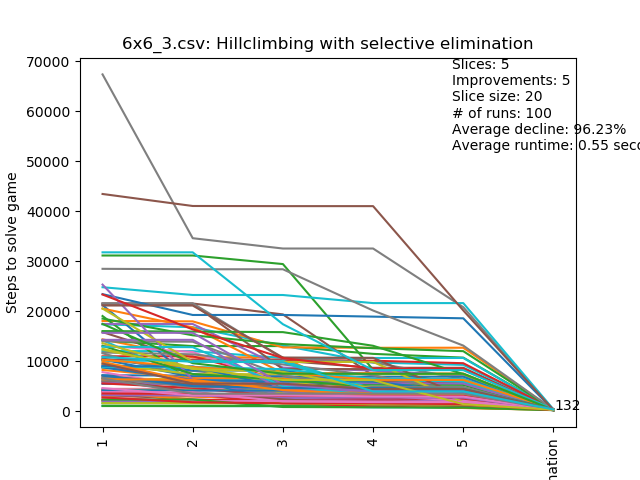 6x6_3.csv: Hillclimbing with selective elimination
70000
60000
50000
40000
30000
20000
10000
0
Steps to solve game
Slices: 5
Improvements: 5
Slice size: 20
# of runs: 100
Average decline: 96.23%
Average runtime: 0.55
132
1
2
3
4
5